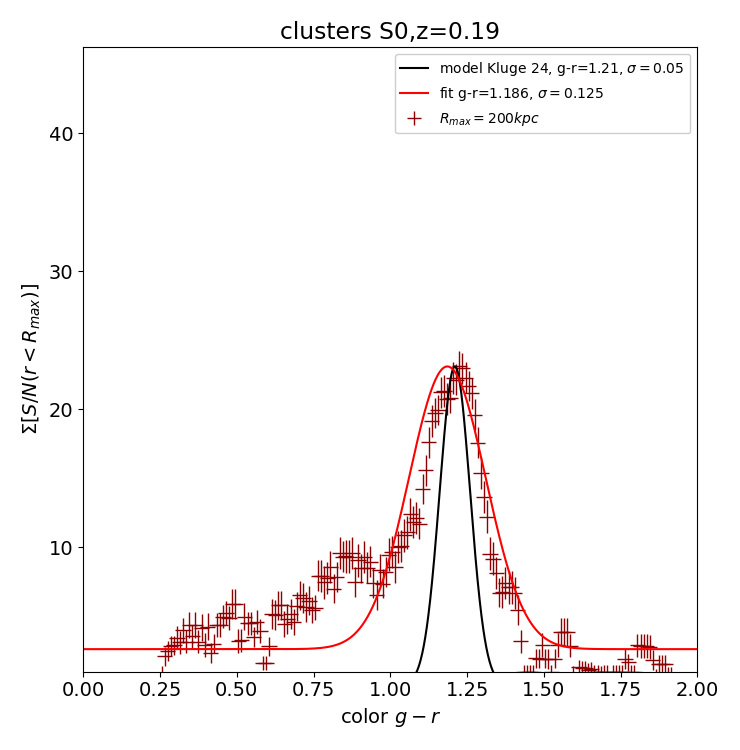 clusters S0,z=0.19
model Kluge 24, g-r=1.21, σ = 0.05
fit g-r=1.186, σ = 0.125
R_max = 200kpc
Σ[S/N(r < R_max)]
40
30
20
10
0.00 0.25 0.50 0.75 1.00 1.25 1.50 1.75 2.00
color g − r